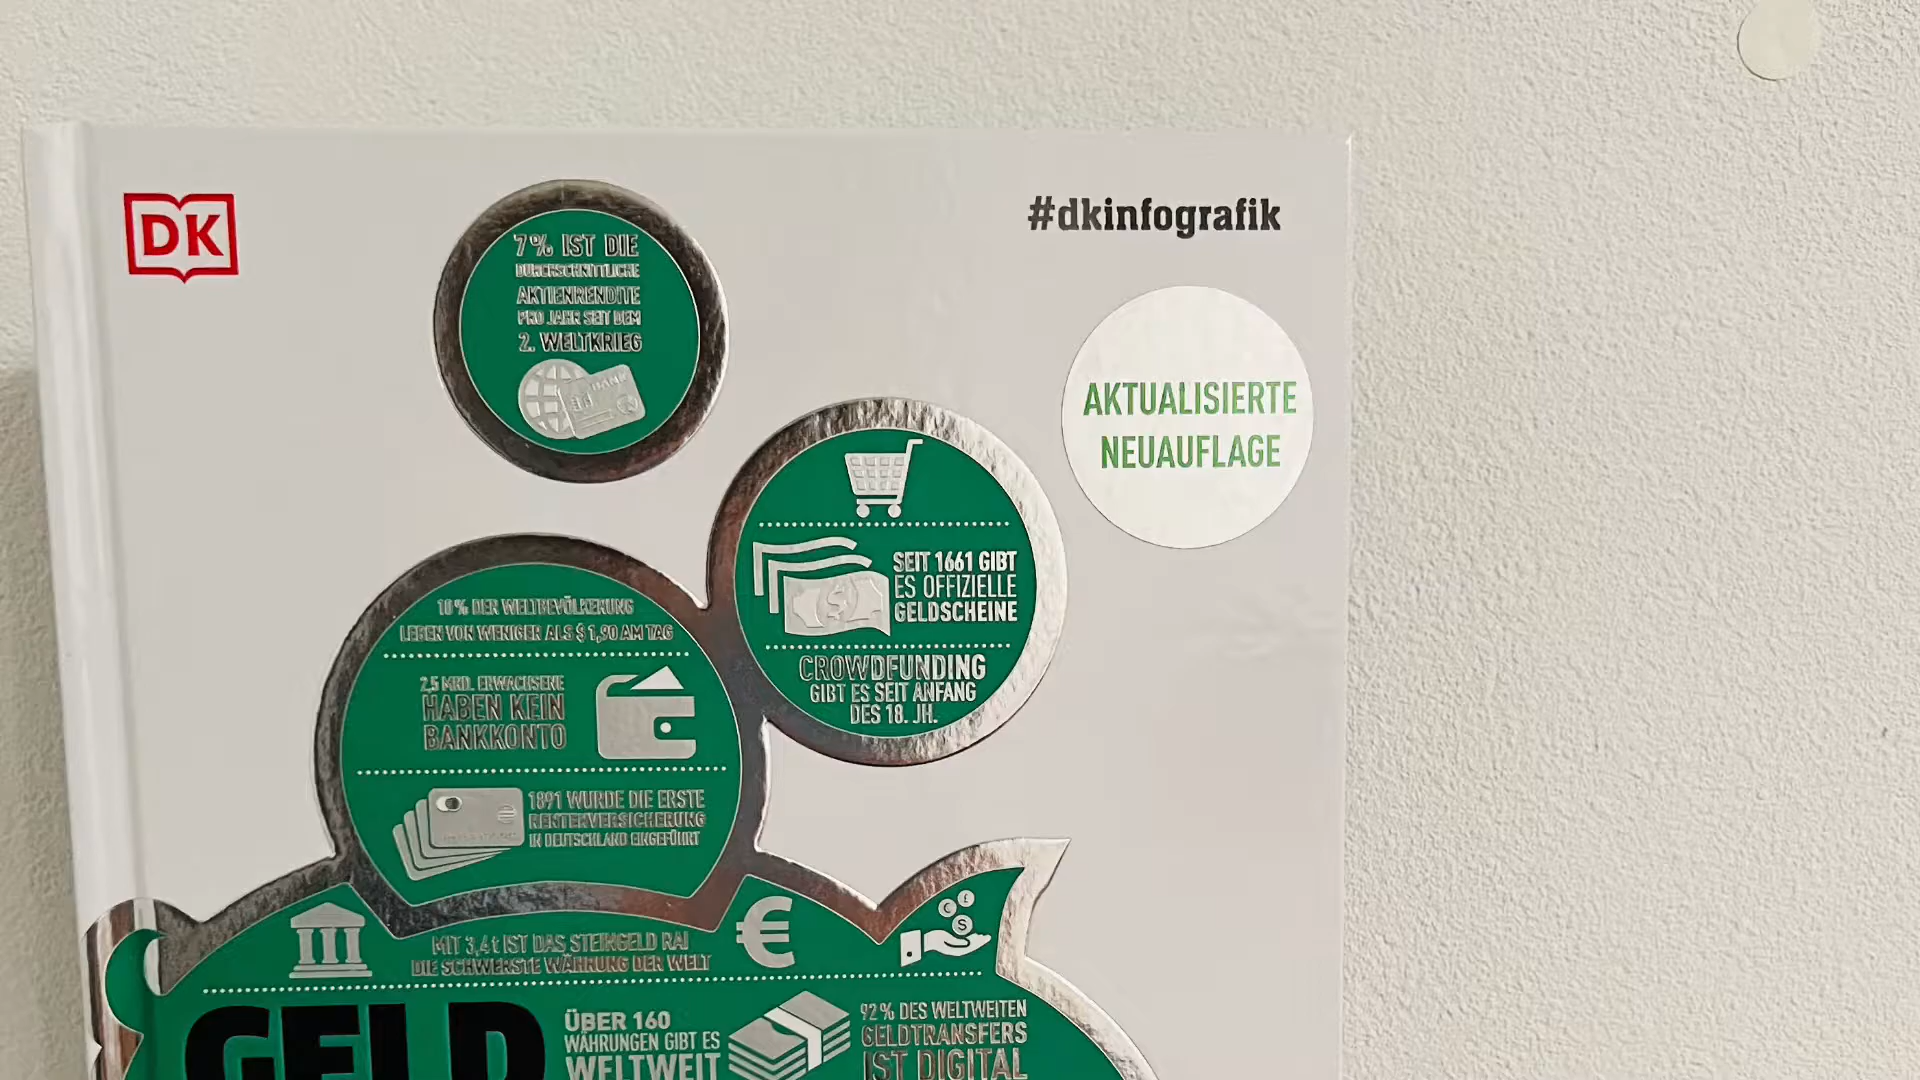 DK
#dkinfografik
7% IST DIE
DURCHSCHNITTLICHE
AKTIENRENDITE
PRO JAHR SEIT DEM
2. WELTKRIEG
BANK
AKTUALISIERTE
NEUAUFLAGE
SEIT 1661 GIBT
ES OFFIZIELLE
GELDSCHEINE
CROWDFUNDING
GIBT ES SEIT ANFANG
DES 18. JH.
10 % DER WELTBEVÖLKERUNG
LEBEN VON WENIGER ALS $ 1,90 AM TAG
2,5 MRD. ERWACHSENE
HABEN KEIN
BANKKONTO
1891 WURDE DIE ERSTE
RENTENVERSICHERUNG
IN DEUTSCHLAND EINGEFÜHRT
MIT 3,4 t IST DAS STEINGELD RAI
DIE SCHWERSTE WÄHRUNG DER WELT
GELD
ÜBER 160
WÄHRUNGEN GIBT ES
WELTWEIT
92 % DES WELTWEITEN
GELDTRANSFERS
IST DIGITAL